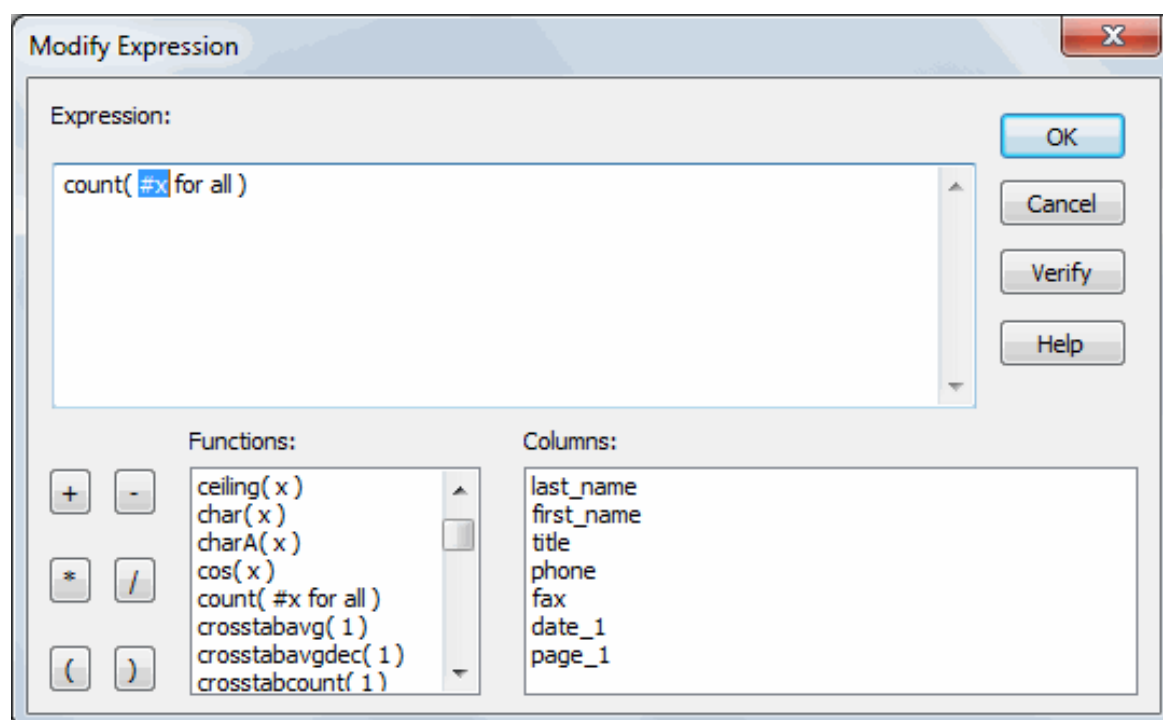 Modify Expression
Expression:
OK
count( #x for all )
Cancel
Verify
Help
Functions:
Columns:
+ -
* /
( )
ceiling( x )
char( x )
charA( x )
cos( x )
count( #x for all )
crosstabavg( 1 )
crosstabavgdec( 1 )
crosstabcount( 1 )
last_name
first_name
title
phone
fax
date_1
page_1